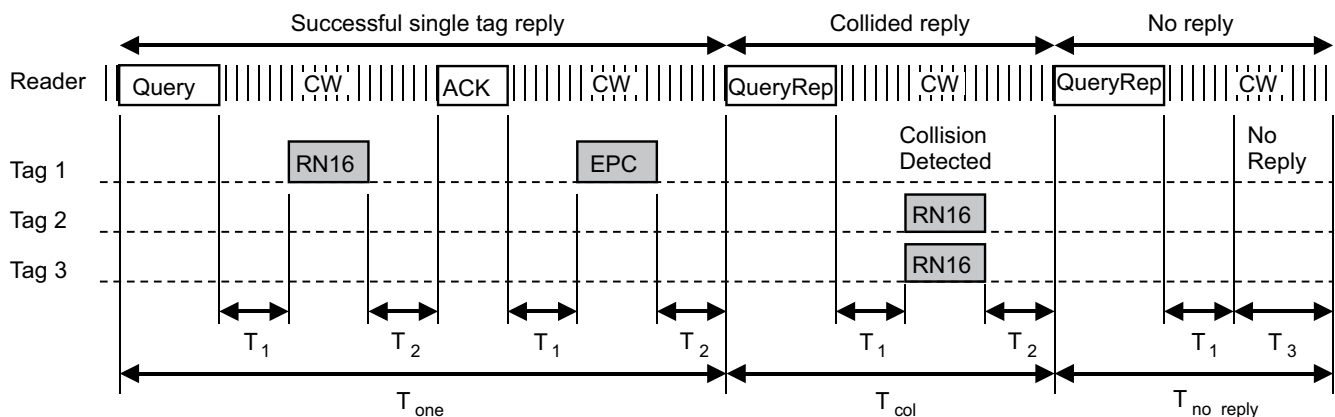 Successful single tag reply Collided reply No reply
Reader Query CW ACK CW QueryRep CW QueryRep CW
Collision Detected
No Reply
Tag 1 RN16 EPC
Tag 2 RN16
Tag 3 RN16
T1 T2 T1 T2 T1 T2 T1 T3
Tone Tcol Tno_reply